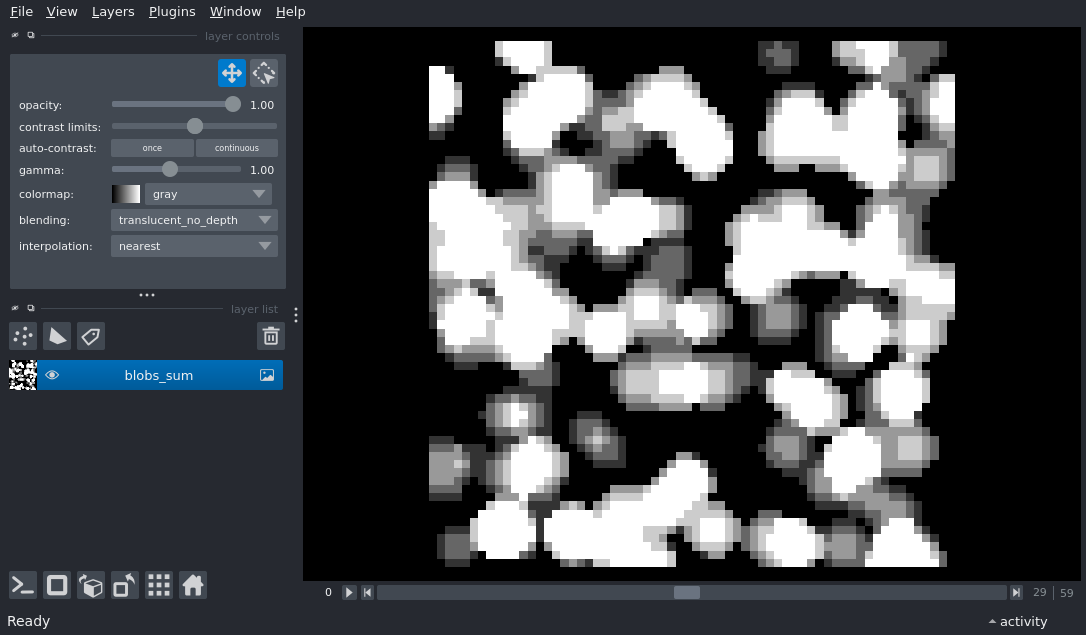 File View Layers Plugins Window Help
layer controls
opacity: 1.00
contrast limits:
auto-contrast: once continuous
gamma: 1.00
colormap: gray
blending: translucent_no_depth
interpolation: nearest
layer list
blobs_sum
0 29 59
Ready activity